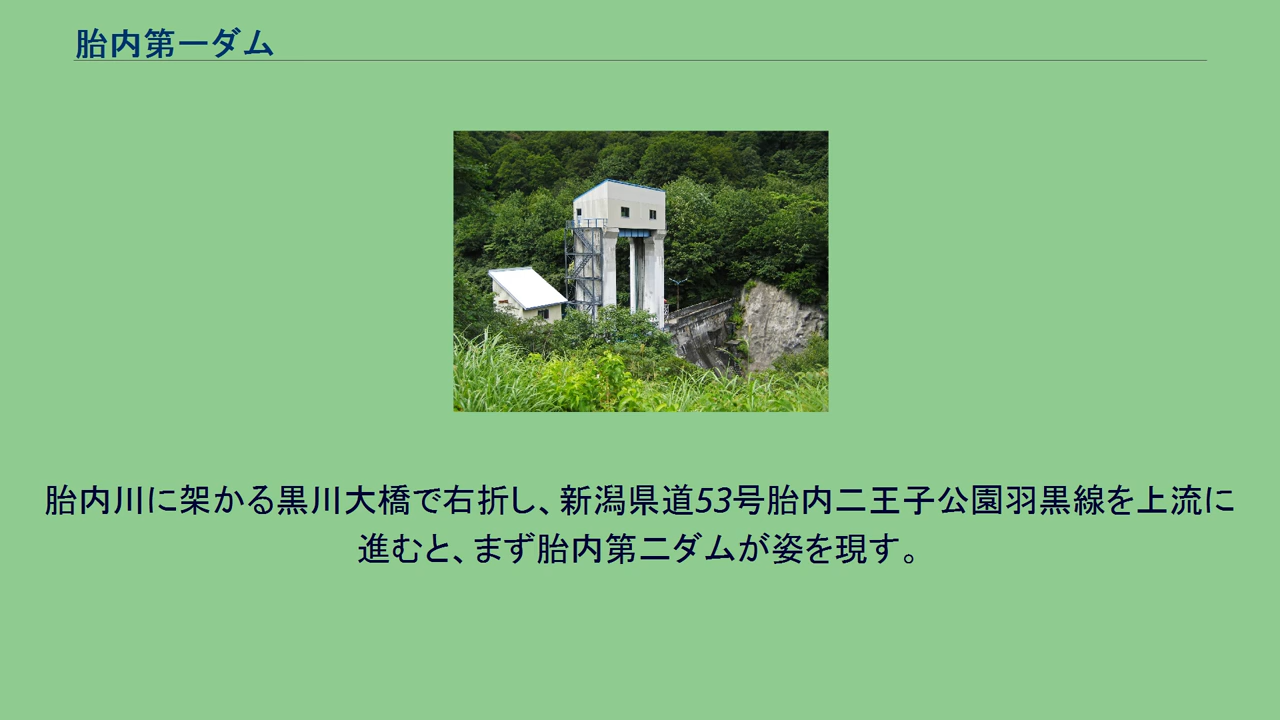 胎内第一ダム
胎内川に架かる黒川大橋で右折し、新潟県道53号胎内二王子公園羽黒線を上流に
進むと、まず胎内第二ダムが姿を現す。